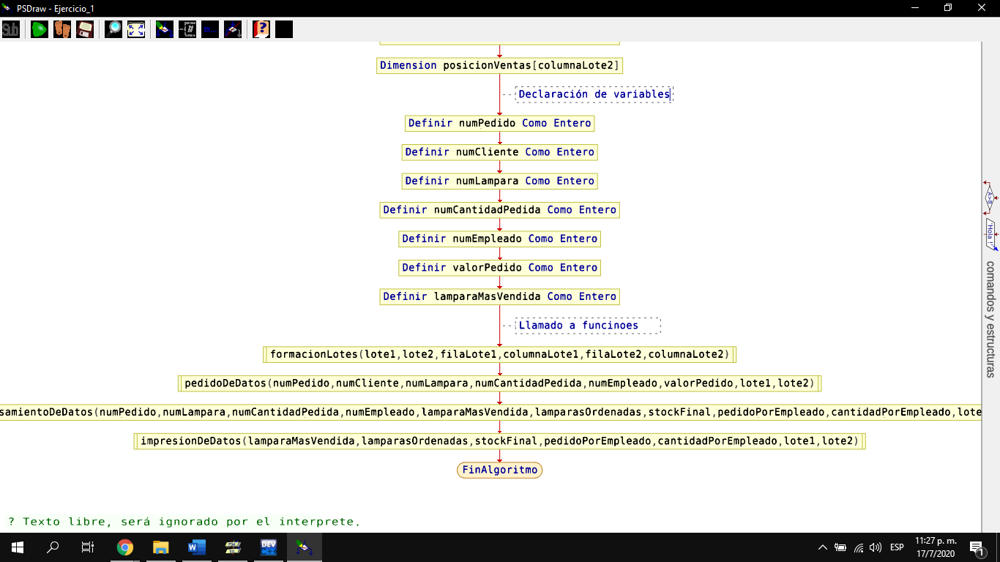 PSDraw - Ejercicio_1
Sub
Dimension posicionVentas[columnaLote2]
Declaración de variables
Definir numPedido Como Entero
Definir numCliente Como Entero
Definir numLampara Como Entero
Definir numCantidadPedida Como Entero
Definir numEmpleado Como Entero
Definir valorPedido Como Entero
Definir lamparaMasVendida Como Entero
Llamado a funcinoes
formacionLotes(lote1,lote2,filaLote1,columnaLote1,filaLote2,columnaLote2)
pedidoDeDatos(numPedido,numCliente,numLampara,numCantidadPedida,numEmpleado,valorPedido,lote1,lote2)
samientoDeDatos(numPedido,numLampara,numCantidadPedida,numEmpleado,lamparaMasVendida,lamparasOrdenadas,stockFinal,pedidoPorEmpleado,cantidadPorEmpleado,lote
impresionDeDatos(lamparaMasVendida,lamparasOrdenadas,stockFinal,pedidoPorEmpleado,cantidadPorEmpleado,lote1,lote2)
FinAlgoritmo
A>B
'Hola !'
comandos y estructuras
? Texto libre, será ignorado por el interprete.
W
DEV
ESP
11:27 p. m.
17/7/2020
1